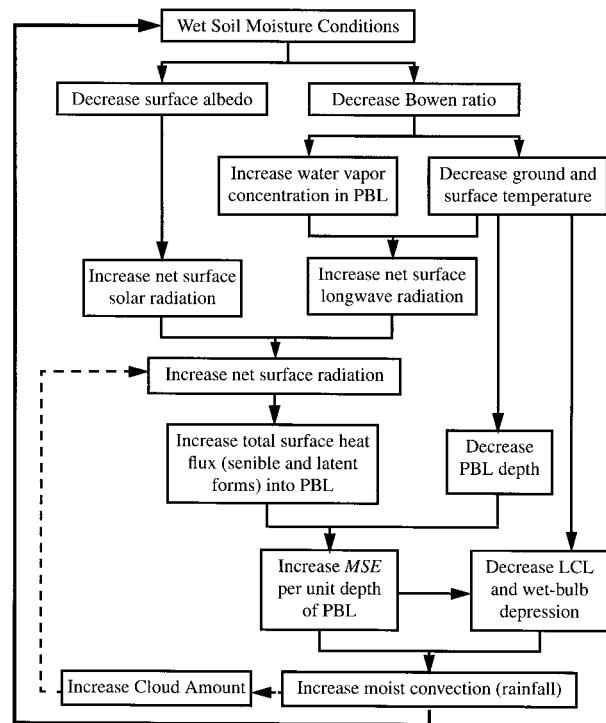 Wet Soil Moisture Conditions
Decrease surface albedo
Decrease Bowen ratio
Increase water vapor
concentration in PBL
Decrease ground and
surface temperature
Increase net surface
solar radiation
Increase net surface
longwave radiation
Increase net surface radiation
Increase total surface heat
flux (senible and latent
forms) into PBL
Decrease
PBL depth
Increase MSE
per unit depth
of PBL
Decrease LCL
and wet-bulb
depression
Increase Cloud Amount
Increase moist convection (rainfall)